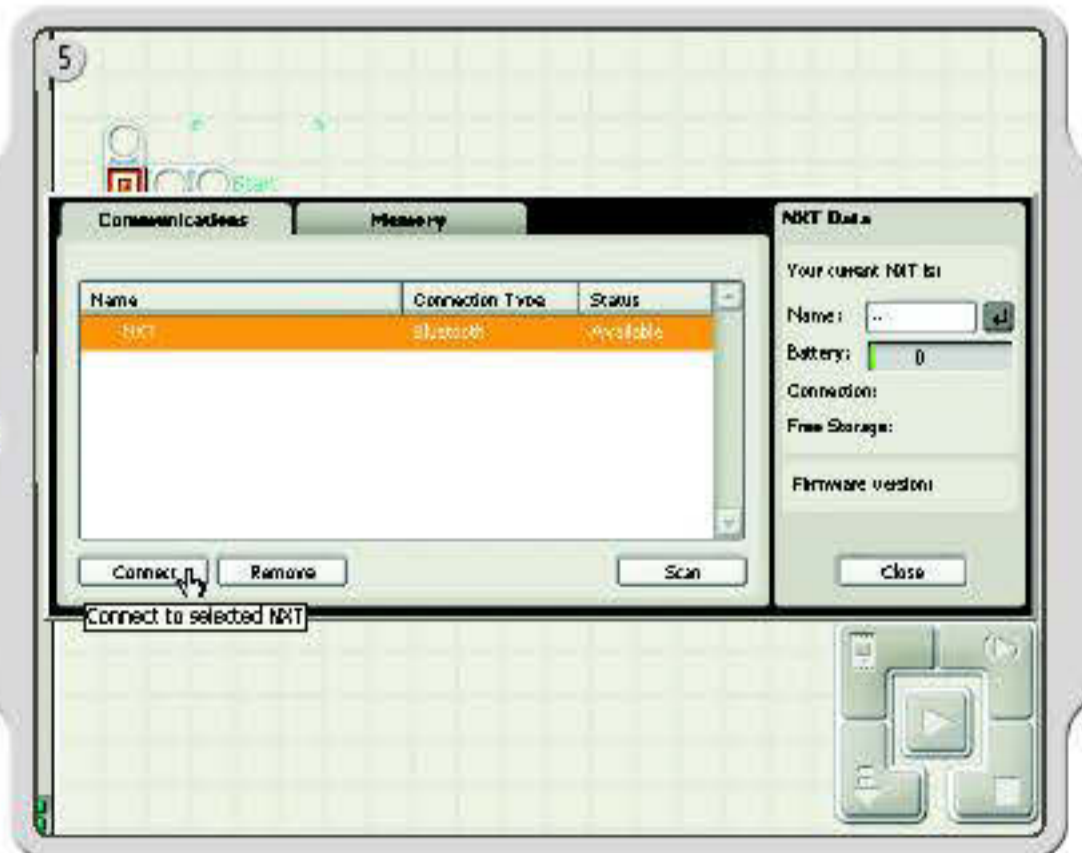 5
Start
Communications Memory
Name Connection Type Status
NXT Bluetooth Available
Connect Remove Scan
Connect to selected NXT
NXT Data
Your current NXT is:
Name: --
Battery: 0
Connection:
Free Storage:
Firmware version:
Close